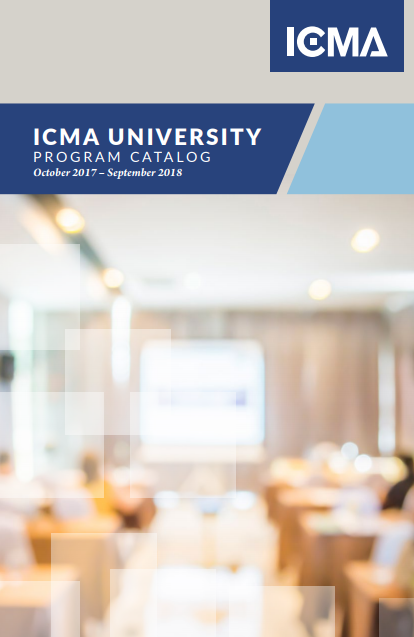 ICMA
ICMA UNIVERSITY
PROGRAM CATALOG
October 2017 – September 2018